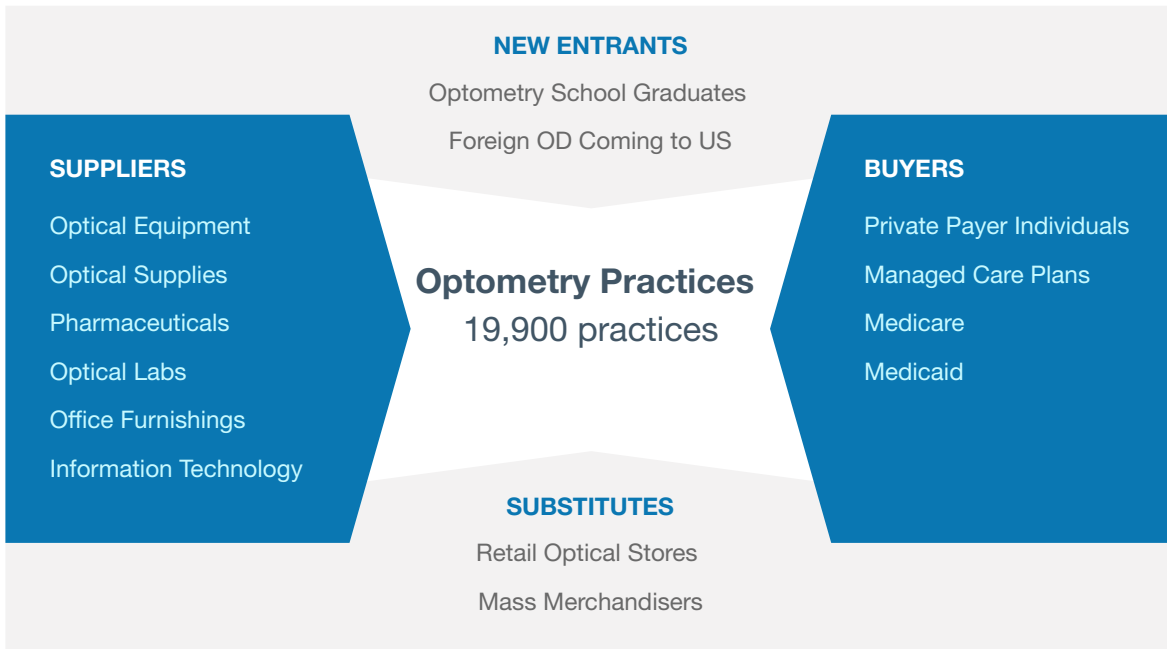 NEW ENTRANTS
Optometry School Graduates
Foreign OD Coming to US
SUPPLIERS
Optical Equipment
Optical Supplies
Pharmaceuticals
Optical Labs
Office Furnishings
Information Technology
Optometry Practices
19,900 practices
BUYERS
Private Payer Individuals
Managed Care Plans
Medicare
Medicaid
SUBSTITUTES
Retail Optical Stores
Mass Merchandisers